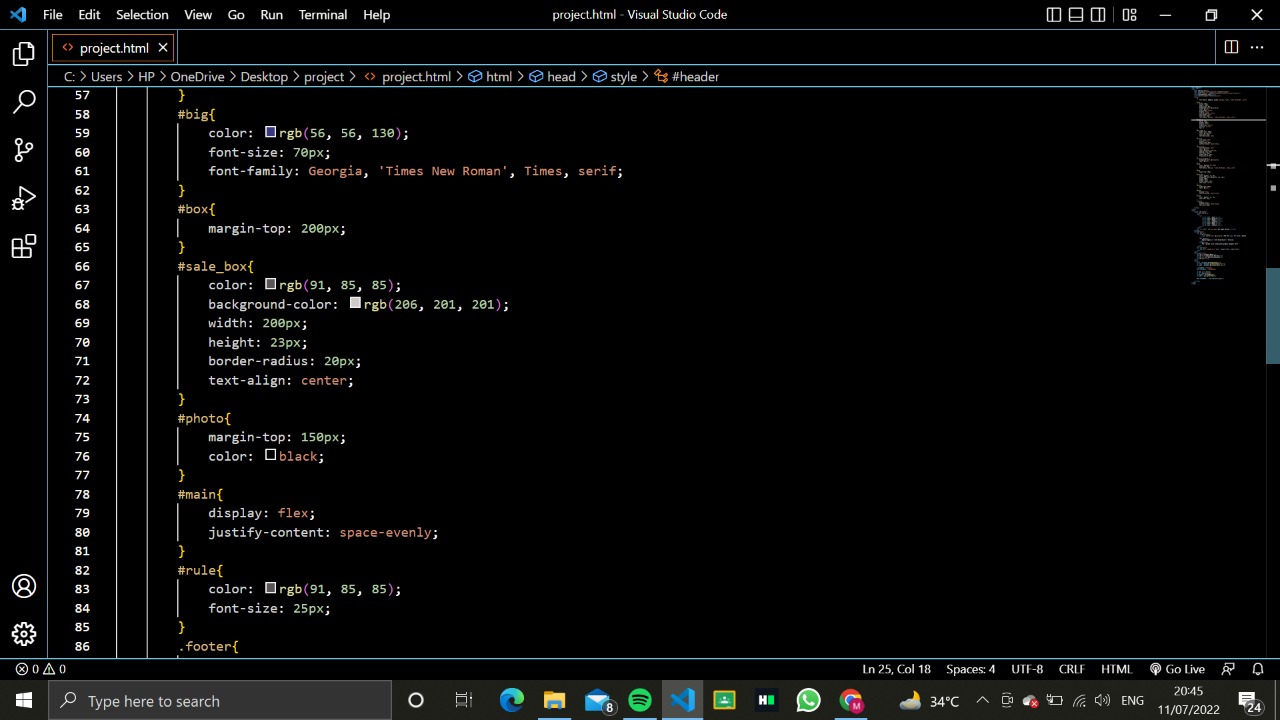 File Edit Selection View Go Run Terminal Help project.html - Visual Studio Code
project.html
C: > Users > HP > OneDrive > Desktop > project > project.html > html > head > style > #header
57 }
58 #big{
59 color: rgb(56, 56, 130);
60 font-size: 70px;
61 font-family: Georgia, 'Times New Roman', Times, serif;
62 }
63 #box{
64 margin-top: 200px;
65 }
66 #sale_box{
67 color: rgb(91, 85, 85);
68 background-color: rgb(206, 201, 201);
69 width: 200px;
70 height: 23px;
71 border-radius: 20px;
72 text-align: center;
73 }
74 #photo{
75 margin-top: 150px;
76 color: black;
77 }
78 #main{
79 display: flex;
80 justify-content: space-evenly;
81 }
82 #rule{
83 color: rgb(91, 85, 85);
84 font-size: 25px;
85 }
86 .footer{
0 0 Ln 25, Col 18 Spaces: 4 UTF-8 CRLF HTML Go Live
Type here to search 8 34°C ENG 20:45 24
11/07/2022